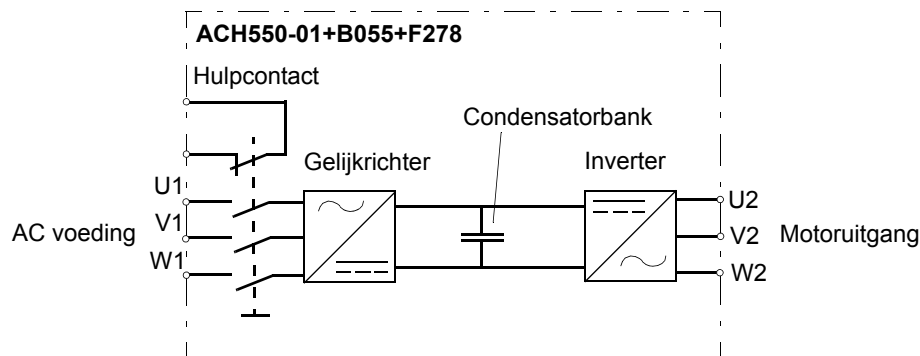 ACH550-01+B055+F278
Hulpcontact
Condensatorbank
Gelijkrichter
Inverter
U1
U2
V1
AC voeding
V2
Motoruitgang
W1
W2